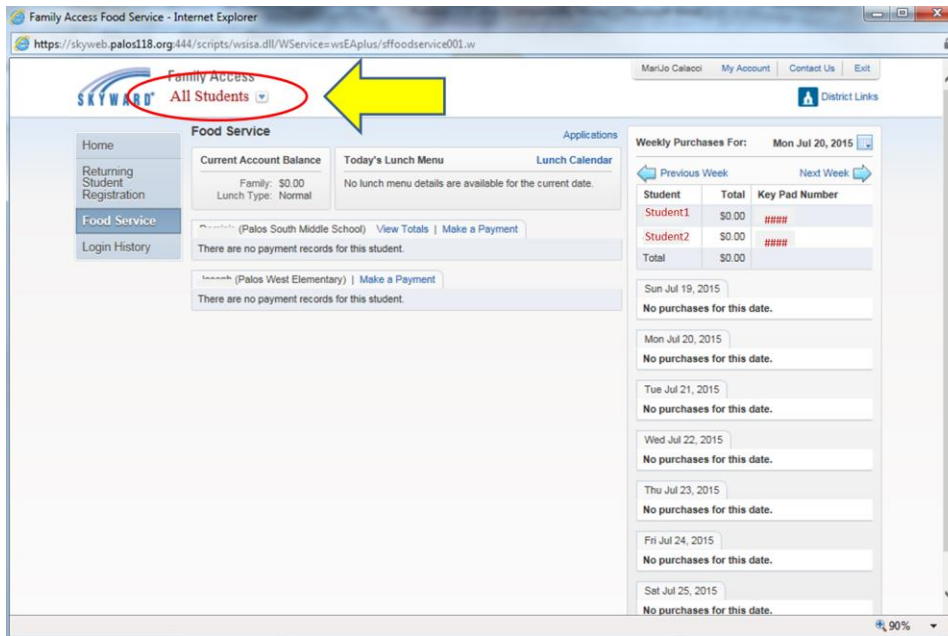 Family Access Food Service - Internet Explorer
https://skyweb.palos118.org:444/scripts/wsisa.dll/WService=wsEAplus/sffoodservice001.w
SKYWARD®
Family Access
All Students
MariJo Calacci My Account Contact Us Exit
District Links
Home
Returning
Student
Registration
Food Service
Login History
Food Service
Applications
Current Account Balance
Family: $0.00
Lunch Type: Normal
Today's Lunch Menu Lunch Calendar
No lunch menu details are available for the current date.
(Palos South Middle School) View Totals | Make a Payment
There are no payment records for this student.
(Palos West Elementary) | Make a Payment
There are no payment records for this student.
Weekly Purchases For: Mon Jul 20, 2015
Previous Week Next Week
Student Total Key Pad Number
Student1 $0.00 ####
Student2 $0.00 ####
Total $0.00
Sun Jul 19, 2015
No purchases for this date.
Mon Jul 20, 2015
No purchases for this date.
Tue Jul 21, 2015
No purchases for this date.
Wed Jul 22, 2015
No purchases for this date.
Thu Jul 23, 2015
No purchases for this date.
Fri Jul 24, 2015
No purchases for this date.
Sat Jul 25, 2015
No purchases for this date.
90%